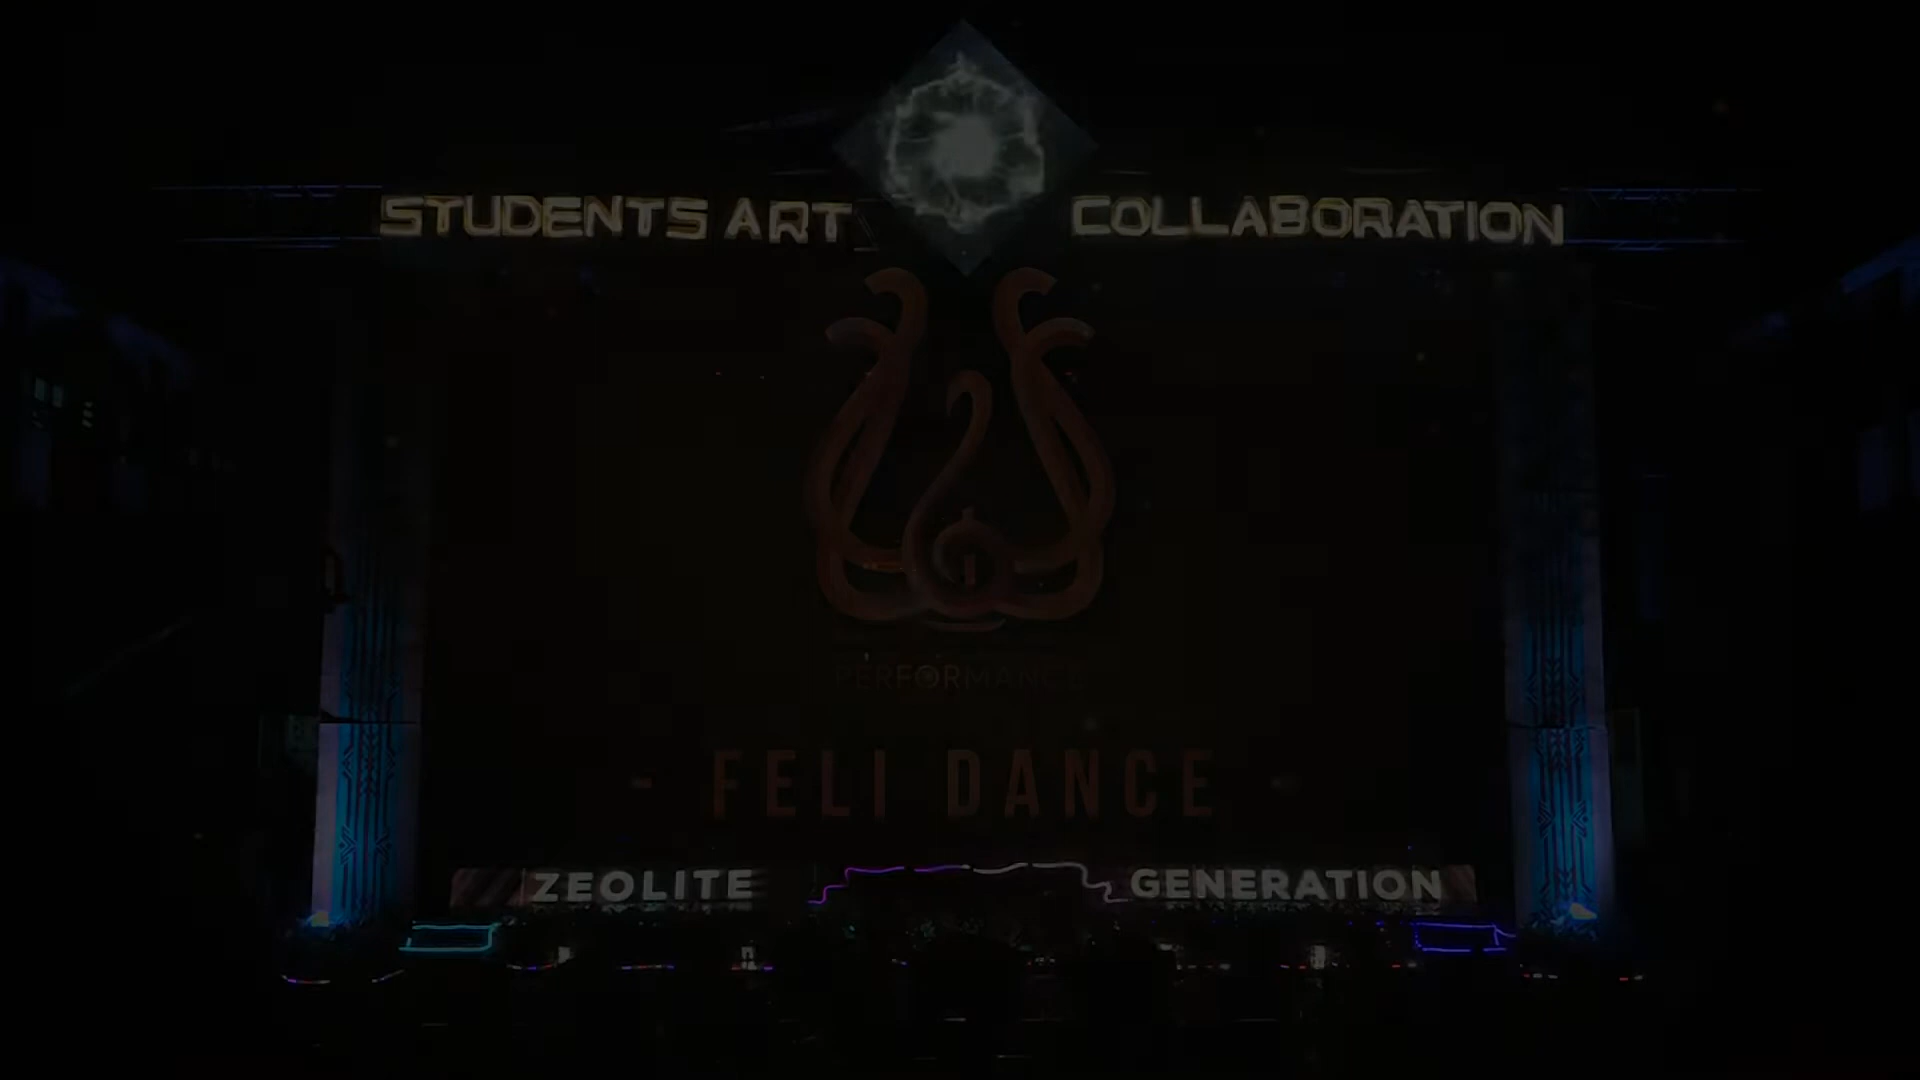 STUDENTS ART COLLABORATION
PERFORMANCE
- FELI DANCE -
ZEOLITE GENERATION